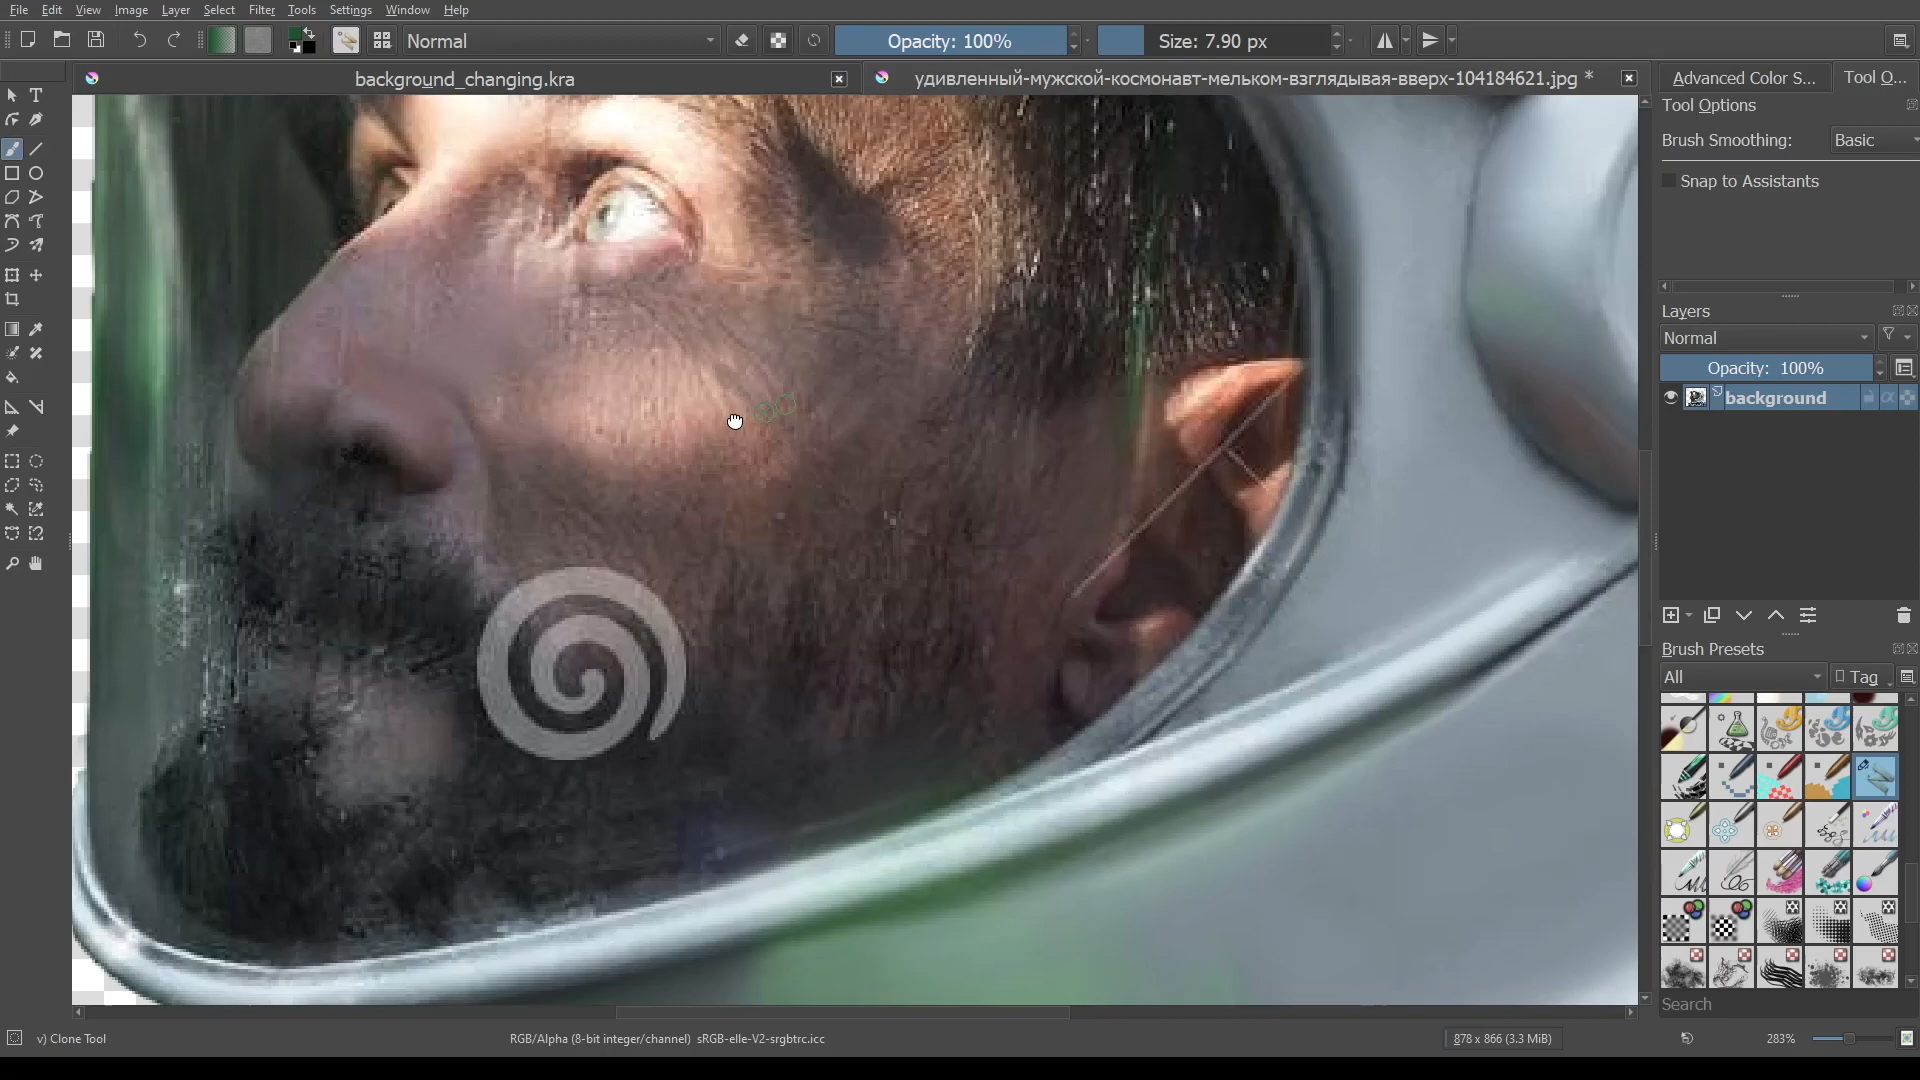 File Edit View Image Layer Select Filter Tools Settings Window Help
Normal Opacity: 100% Size: 7.90 px
background_changing.kra удивленный-мужской-космонавт-мельком-взглядывая-вверх-104184621.jpg * Advanced Color S... Tool O...
Tool Options
Brush Smoothing: Basic
Snap to Assistants
Layers
Normal
Opacity: 100%
background
Brush Presets
All Tag
Search
v) Clone Tool RGB/Alpha (8-bit integer/channel) sRGB-elle-V2-srgbtrc.icc 878 x 866 (3.3 MiB) 283%